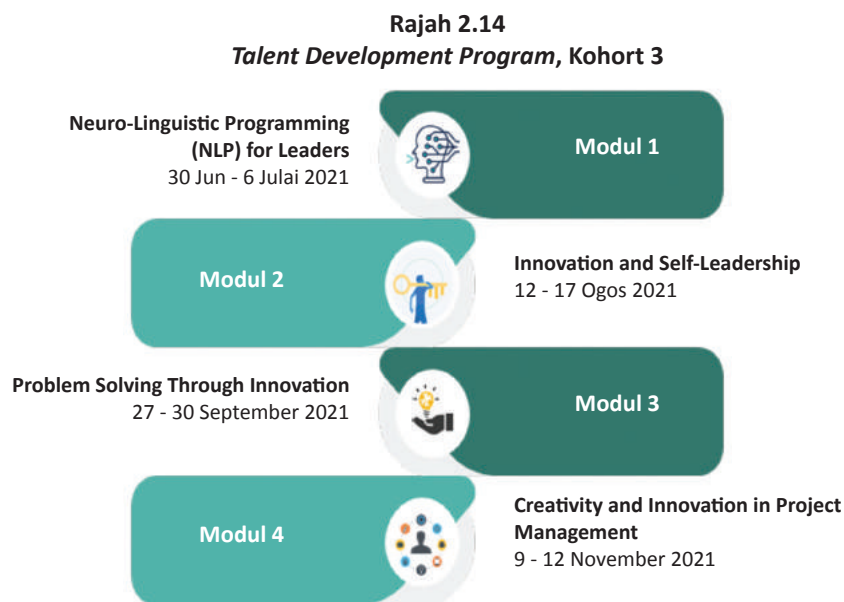 Rajah 2.14
Talent Development Program, Kohort 3
Neuro-Linguistic Programming
(NLP) for Leaders
30 Jun - 6 Julai 2021
Modul 1
Modul 2
Innovation and Self-Leadership
12 - 17 Ogos 2021
Problem Solving Through Innovation
27 - 30 September 2021
Modul 3
Modul 4
Creativity and Innovation in Project
Management
9 - 12 November 2021